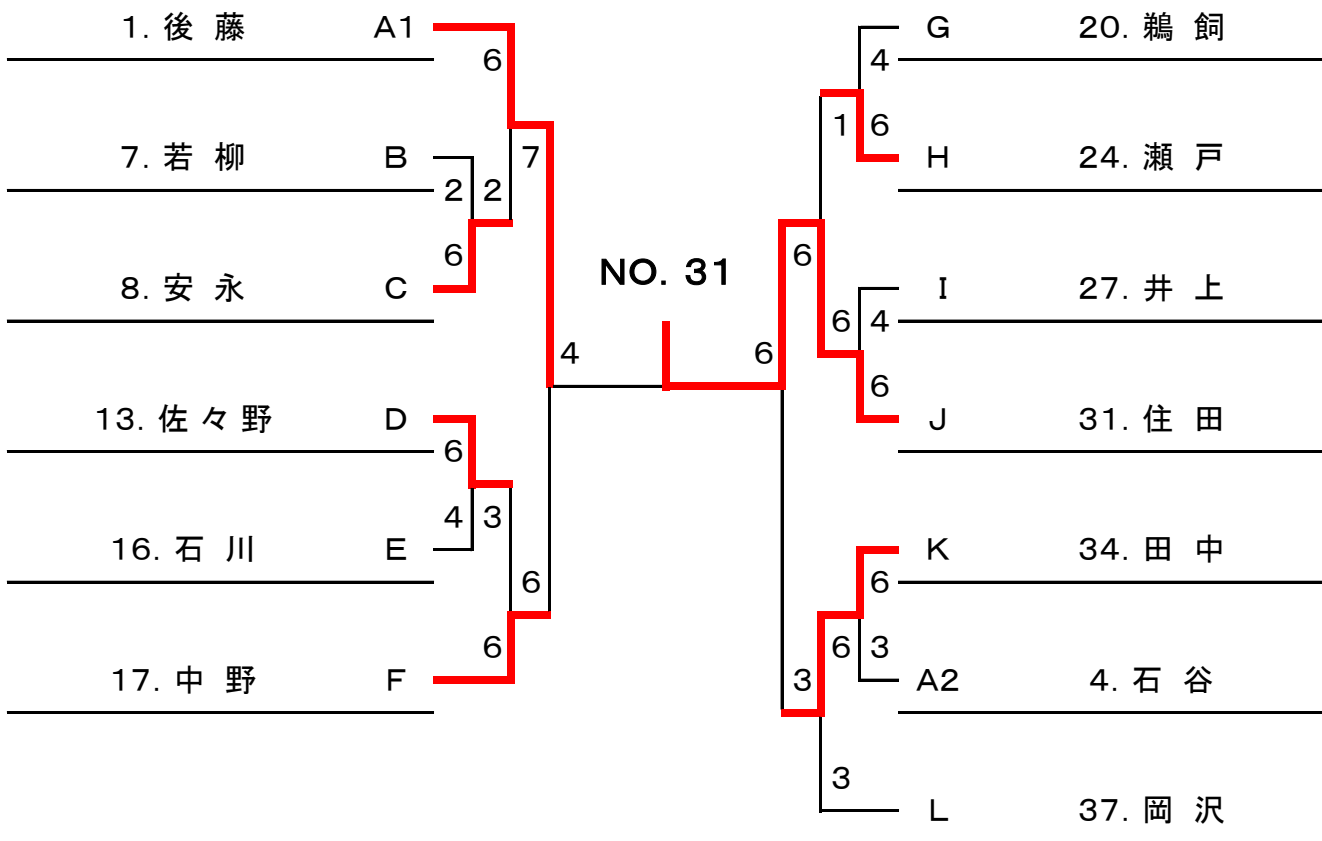 1. 後 藤 A1 G 20. 鵜 飼
6 4
1 6
7. 若 柳 B 7 H 24. 瀬 戸
2 2
6 6
NO. 31
8. 安 永 C I 27. 井 上
6 4
4 6
6
13. 佐 々 野 D J 31. 住 田
6
4 3
16. 石 川 E K 34. 田 中
6 6
6 6 3
17. 中 野 F 3 A2 4. 石 谷
3
L 37. 岡 沢